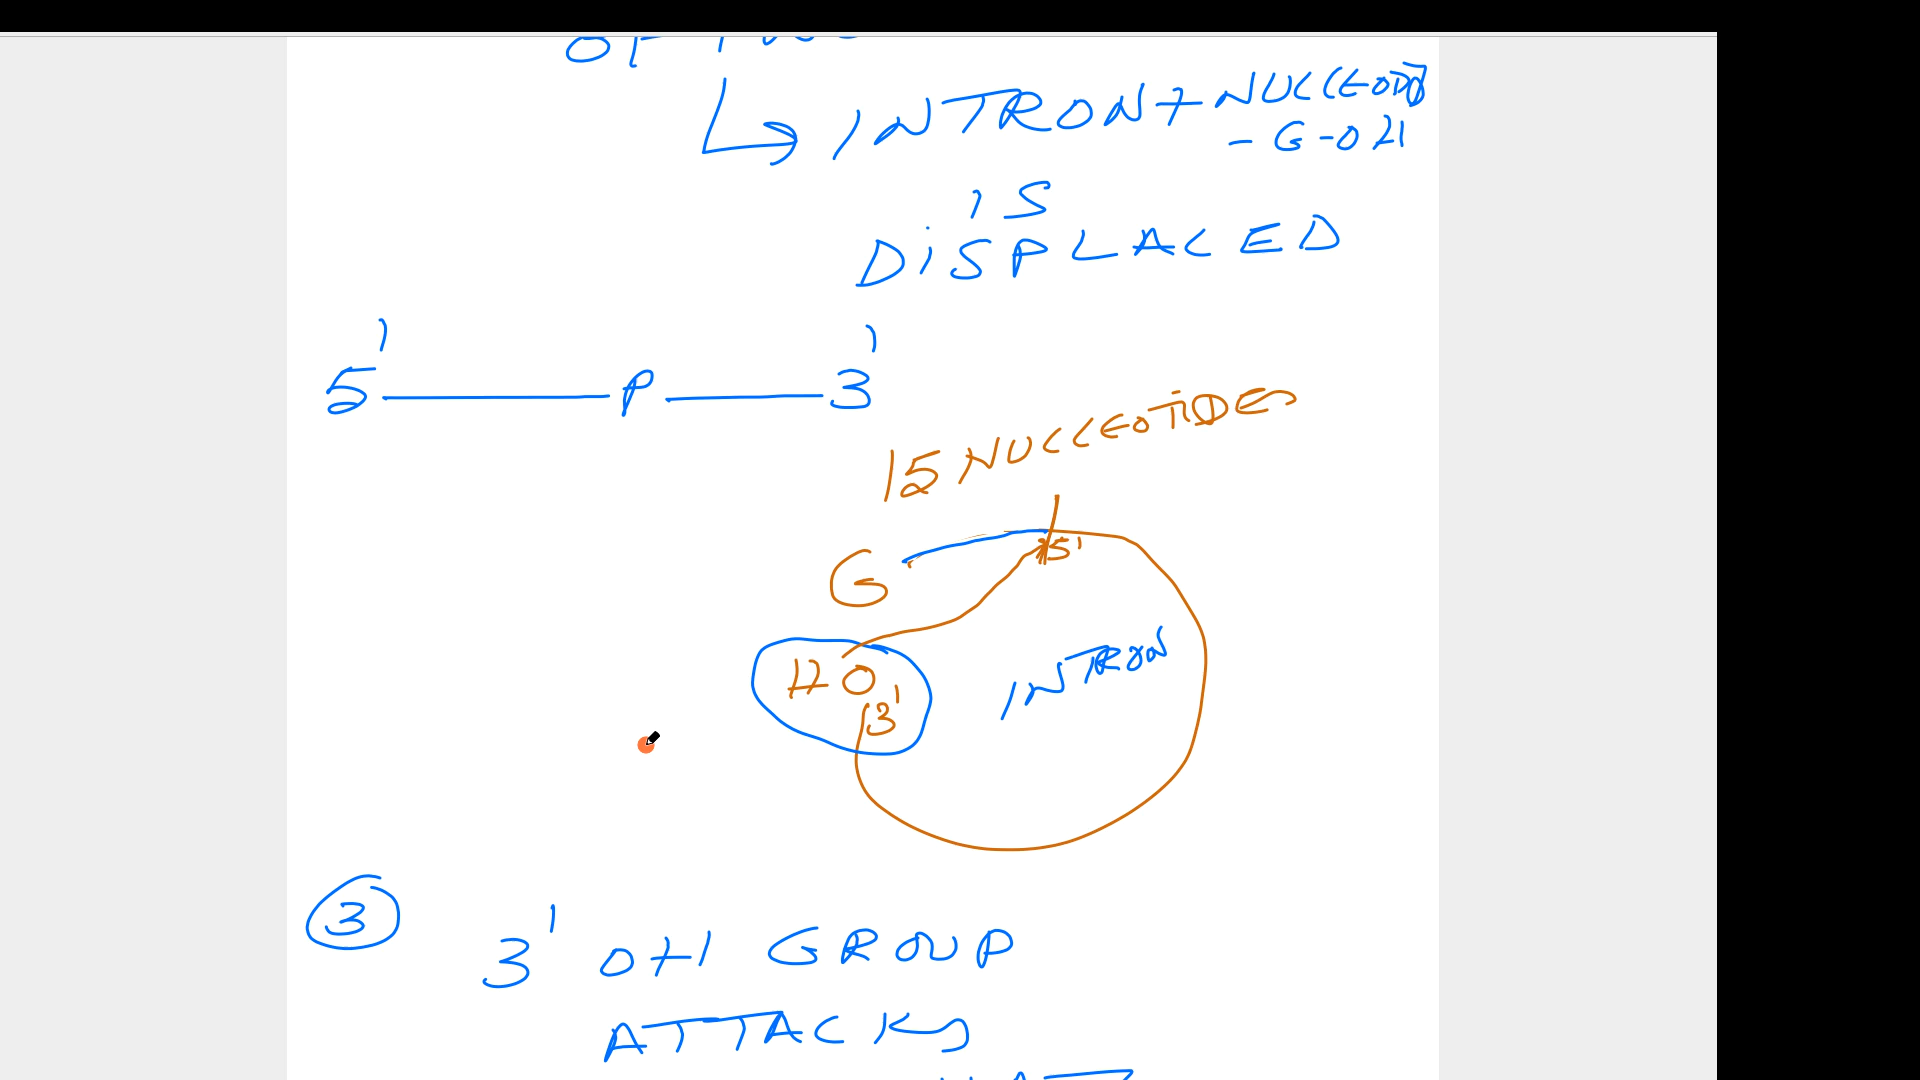 INTRON + NUCLEOTIDE
- G-OH
IS
DiSPLACED
5' P 3'
15 NUCLEOTIDES
G 5'
INTRON
HO
3'
3
3' OH GROUP
ATTACKS